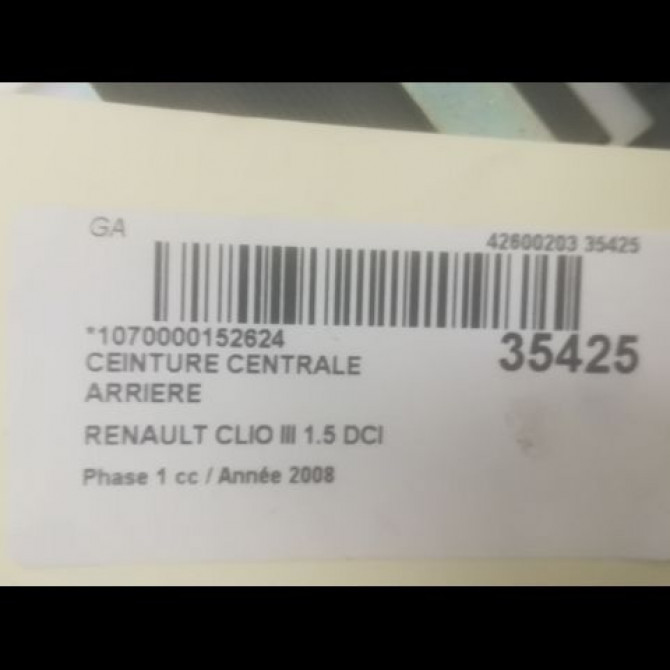 GA
42600203 35425
*1070000152624
35425
CEINTURE CENTRALE
ARRIERE
RENAULT CLIO III 1.5 DCI
Phase 1 cc / Année 2008